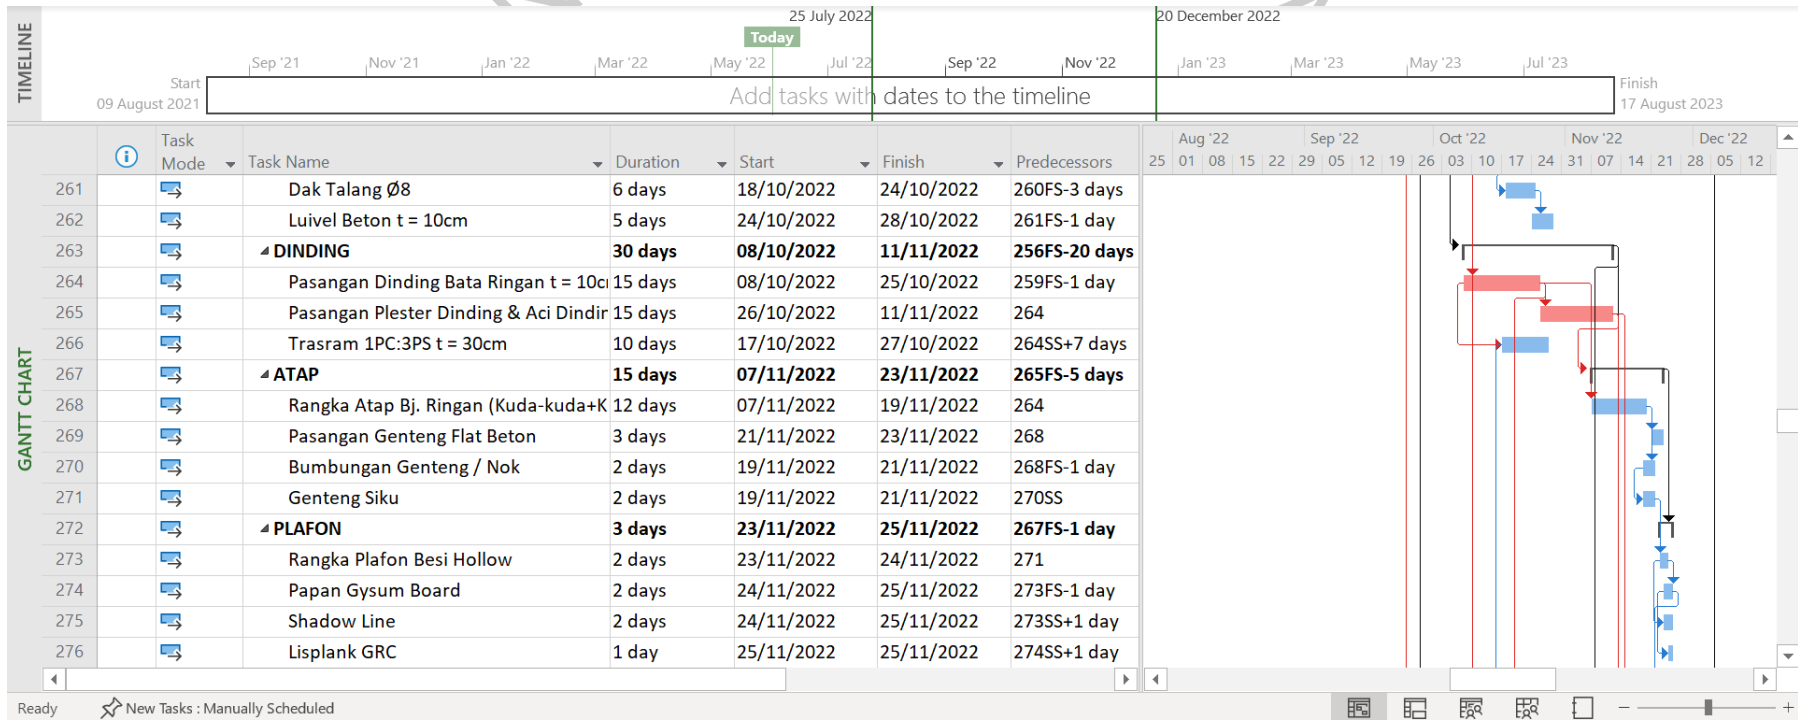 TIMELINE
25 July 2022 20 December 2022
Today
Sep '21 Nov '21 Jan '22 Mar '22 May '22 Jul '22 Sep '22 Nov '22 Jan '23 Mar '23 May '23 Jul '23
Start
09 August 2021
Add tasks with dates to the timeline
Finish
17 August 2023
GANTT CHART
Task Mode Task Name Duration Start Finish Predecessors
Aug '22 Sep '22 Oct '22 Nov '22 Dec '22
25 01 08 15 22 29 05 12 19 26 03 10 17 24 31 07 14 21 28 05 12
261 Dak Talang Ø8 6 days 18/10/2022 24/10/2022 260FS-3 days
262 Luivel Beton t = 10cm 5 days 24/10/2022 28/10/2022 261FS-1 day
263 DINDING 30 days 08/10/2022 11/11/2022 256FS-20 days
264 Pasangan Dinding Bata Ringan t = 10c 15 days 08/10/2022 25/10/2022 259FS-1 day
265 Pasangan Plester Dinding & Aci Dindin 15 days 26/10/2022 11/11/2022 264
266 Trasram 1PC:3PS t = 30cm 10 days 17/10/2022 27/10/2022 264SS+7 days
267 ATAP 15 days 07/11/2022 23/11/2022 265FS-5 days
268 Rangka Atap Bj. Ringan (Kuda-kuda+K 12 days 07/11/2022 19/11/2022 264
269 Pasangan Genteng Flat Beton 3 days 21/11/2022 23/11/2022 268
270 Bumbungan Genteng / Nok 2 days 19/11/2022 21/11/2022 268FS-1 day
271 Genteng Siku 2 days 19/11/2022 21/11/2022 270SS
272 PLAFON 3 days 23/11/2022 25/11/2022 267FS-1 day
273 Rangka Plafon Besi Hollow 2 days 23/11/2022 24/11/2022 271
274 Papan Gysum Board 2 days 24/11/2022 25/11/2022 273FS-1 day
275 Shadow Line 2 days 24/11/2022 25/11/2022 273SS+1 day
276 Lisplank GRC 1 day 25/11/2022 25/11/2022 274SS+1 day
Ready New Tasks : Manually Scheduled